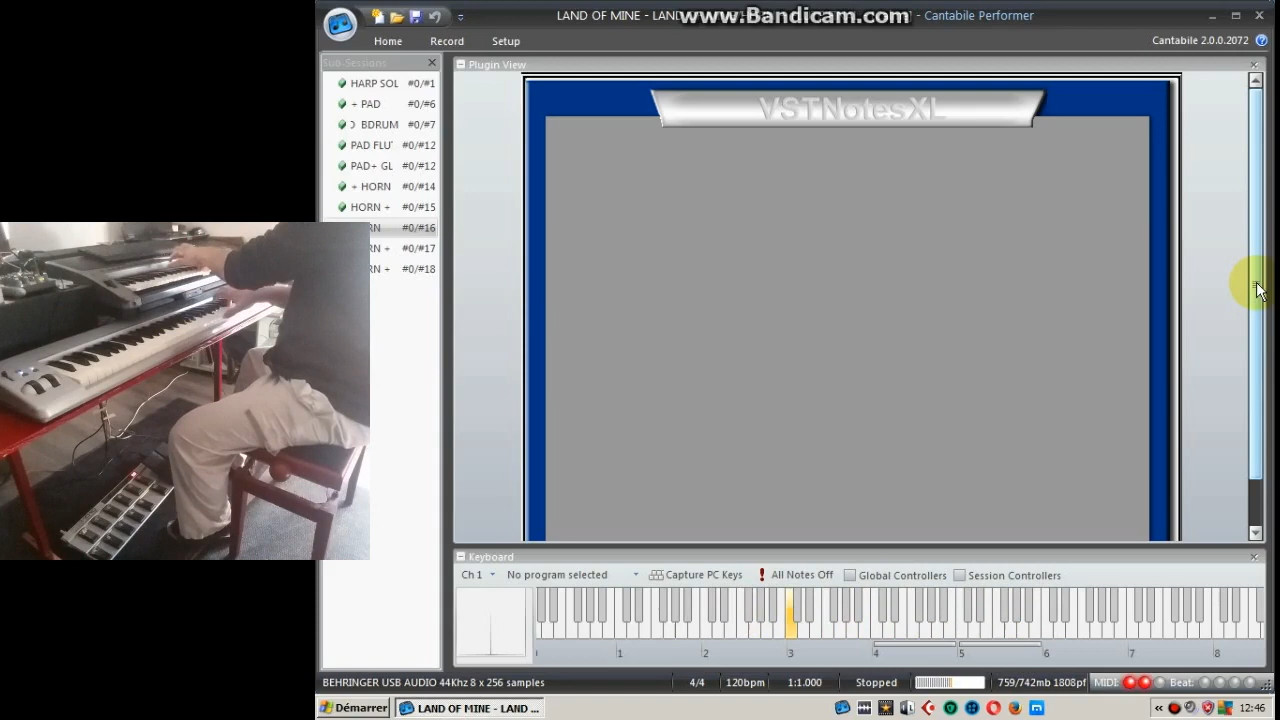 www.Bandicam.com
LAND OF MINE - LAND
- Cantabile Performer
Home Record Setup
Cantabile 2.0.0.2072
Sub-Sessions
HARP SOL #0/#1
+ PAD #0/#6
BDRUM #0/#7
PAD FLU #0/#12
PAD+ GL #0/#12
+ HORN #0/#14
HORN + #0/#15
RN #0/#16
RN + #0/#17
RN + #0/#18
Plugin View
VSTNotesXL
Keyboard
Ch 1 No program selected Capture PC Keys All Notes Off Global Controllers Session Controllers
1 2 3 4 5 6 7 8
BEHRINGER USB AUDIO 44Khz 8 x 256 samples 4/4 120bpm 1:1.000 Stopped 759/742mb 1808pf MIDI: Beat:
Démarrer LAND OF MINE - LAND ... 12:46